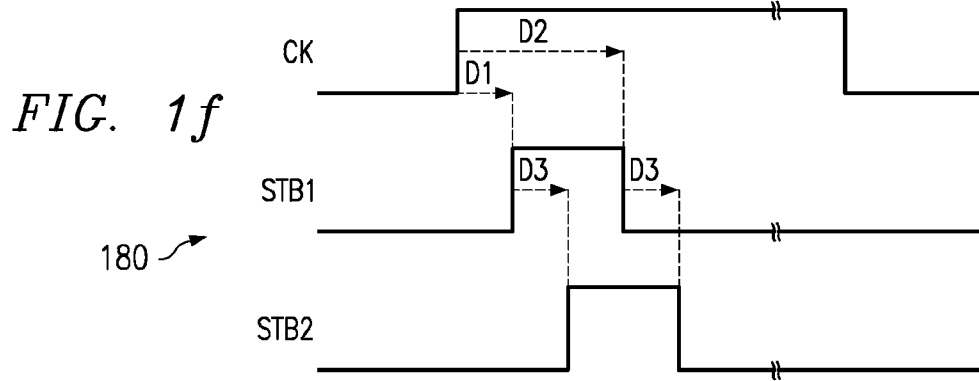 CK
D2
D1
FIG. 1f
STB1
D3 D3
180
STB2